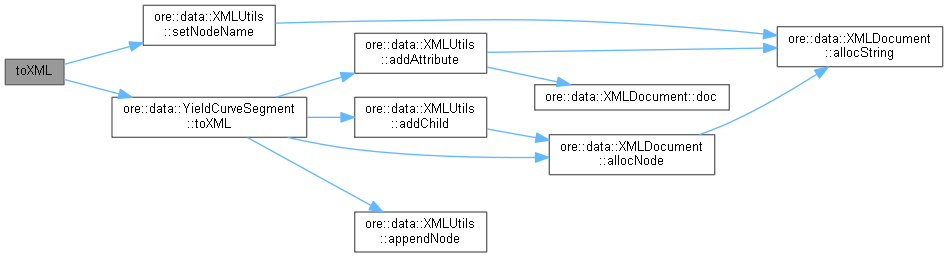 toXML
ore::data::XMLUtils
::setNodeName
ore::data::YieldCurveSegment
::toXML
ore::data::XMLUtils
::addAttribute
ore::data::XMLUtils
::addChild
ore::data::XMLUtils
::appendNode
ore::data::XMLDocument::doc
ore::data::XMLDocument
::allocNode
ore::data::XMLDocument
::allocString